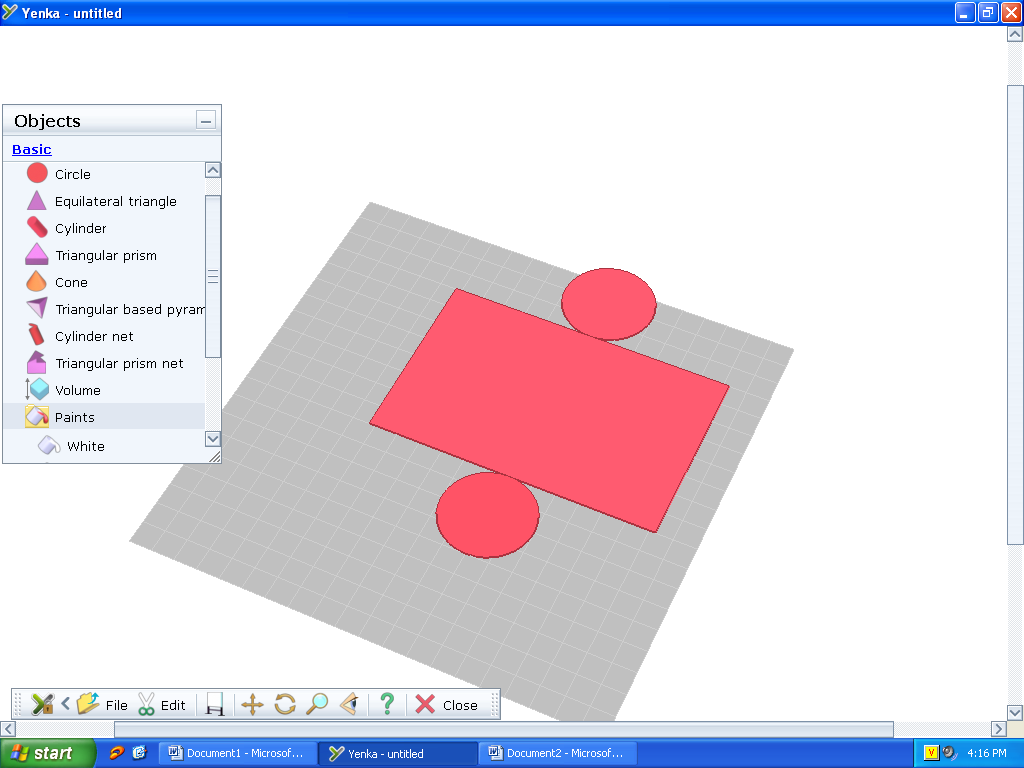 Yenka - untitled
Objects
Basic
Circle
Equilateral triangle
Cylinder
Triangular prism
Cone
Triangular based pyram
Cylinder net
Triangular prism net
Volume
Paints
White
File Edit ? Close
start Document1 - Microsof... Yenka - untitled Document2 - Microsof... V 4:16 PM